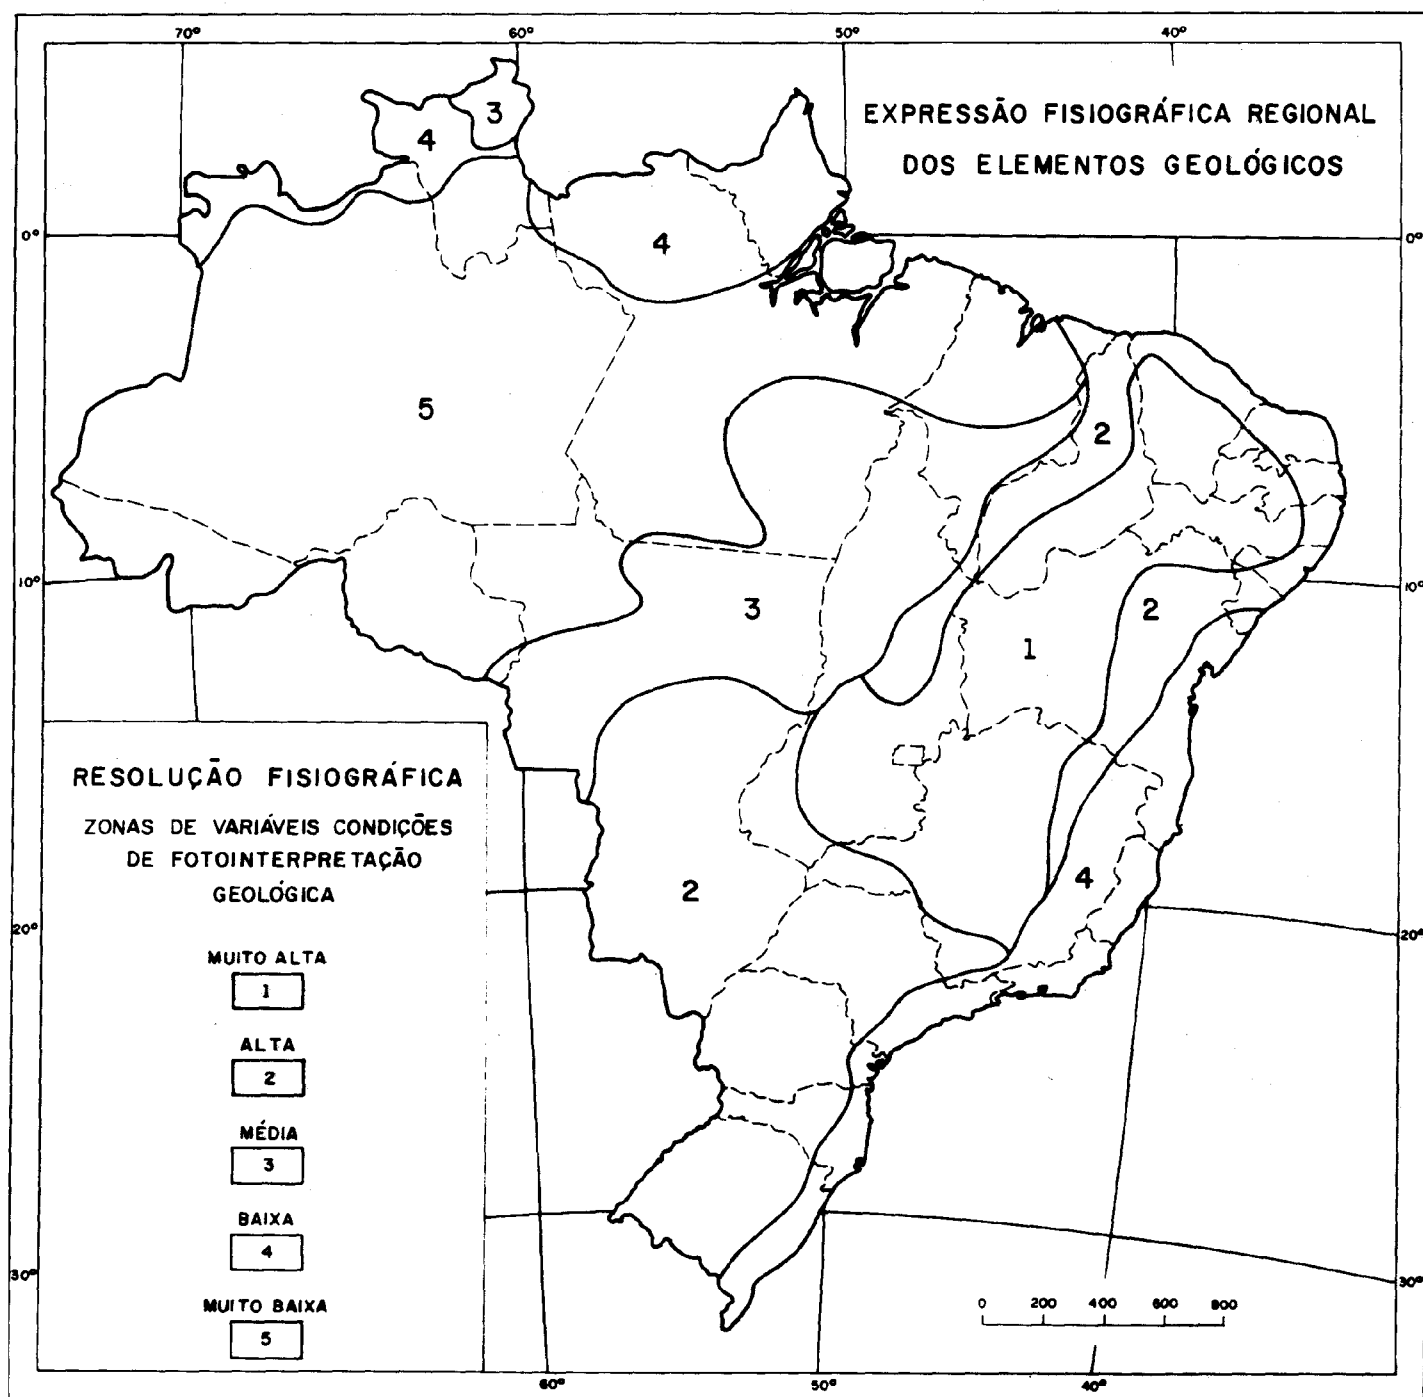 70° 60° 50° 40°
EXPRESSÃO FISIOGRÁFICA REGIONAL
DOS ELEMENTOS GEOLÓGICOS
3
4
0° 0°
4
5
2
10° 10°
3
2
1
RESOLUÇÃO FISIOGRÁFICA
ZONAS DE VARIÁVEIS CONDIÇÕES
DE FOTOINTERPRETAÇÃO
GEOLÓGICA
2
4
20° 20°
MUITO ALTA
1
ALTA
2
MÉDIA
3
BAIXA
4
MUITO BAIXA
5
30° 30°
0 200 400 600 800
60° 50° 40°